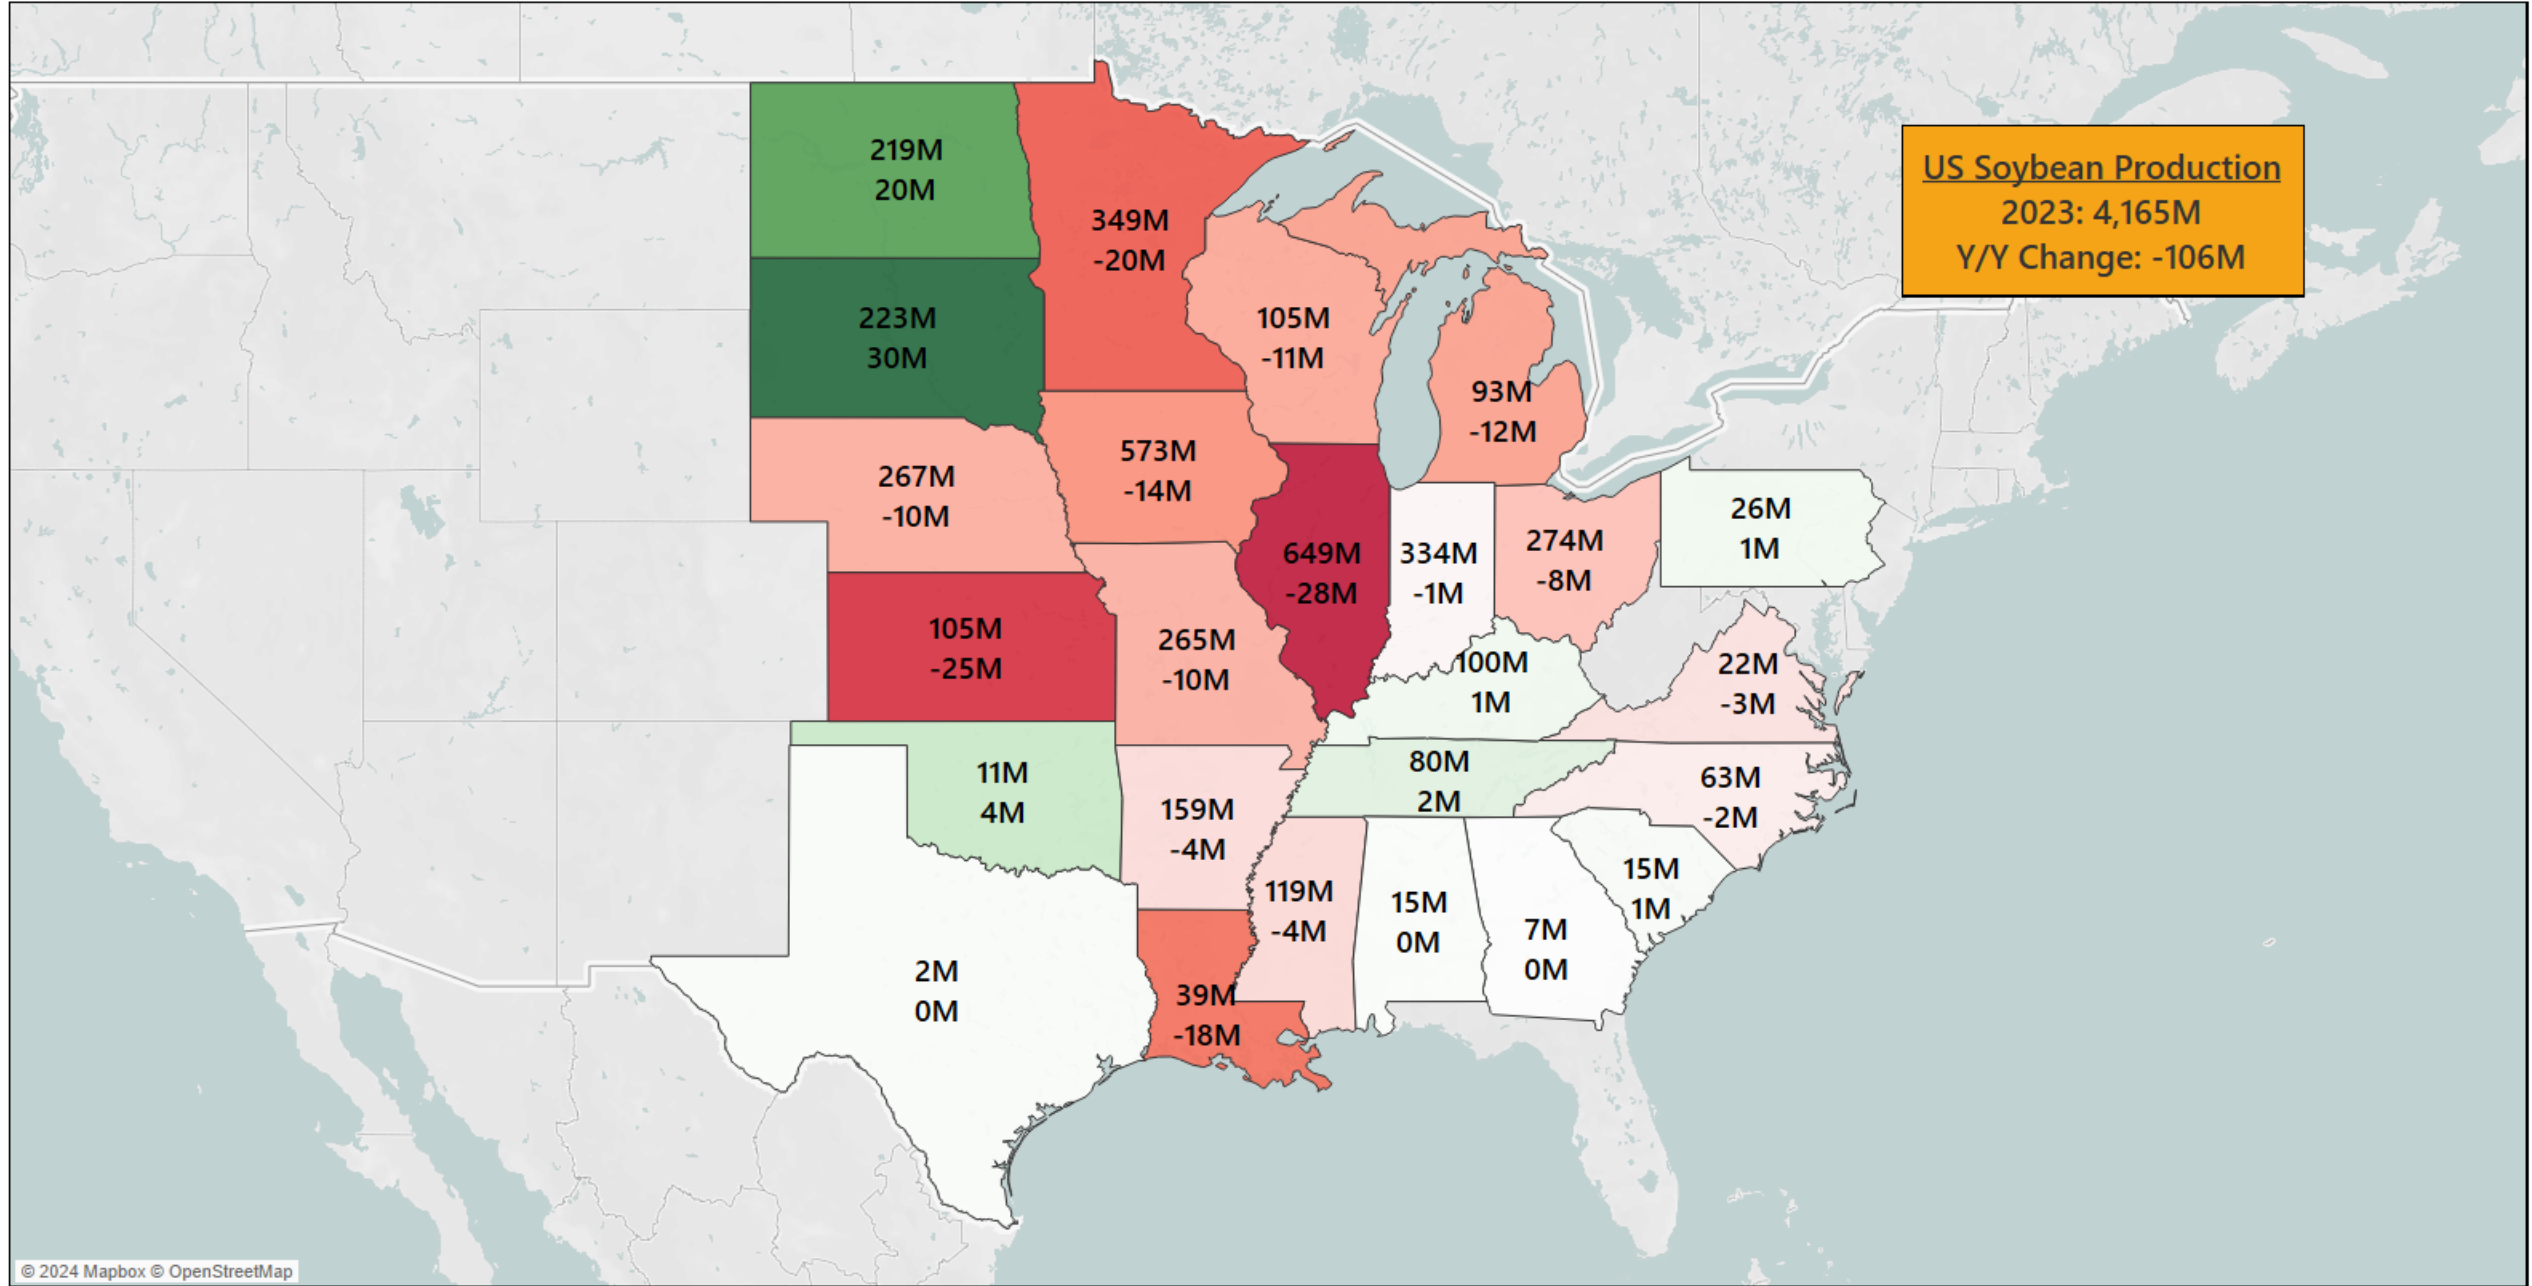 US Soybean Production
2023: 4,165M
Y/Y Change: -106M
219M
20M
349M
-20M
223M
30M
105M
-11M
93M
-12M
267M
-10M
573M
-14M
649M
-28M
334M
-1M
274M
-8M
26M
1M
105M
-25M
265M
-10M
100M
1M
22M
-3M
11M
4M
159M
-4M
80M
2M
63M
-2M
119M
-4M
15M
0M
7M
0M
15M
1M
2M
0M
39M
-18M
© 2024 Mapbox © OpenStreetMap